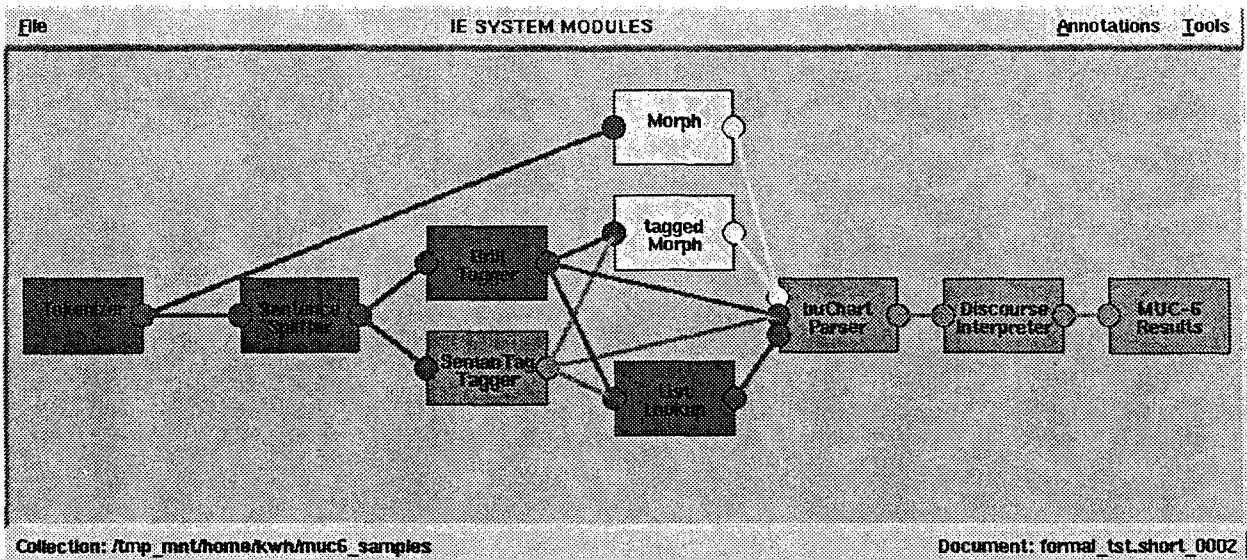 File IE SYSTEM MODULES Annotations Tools
Morph
tagged
Morph
Brill
Tagger
Tokenizer
Sentence
Splitter
buChart
Parser
Discourse
Interpreter
MUC-6
Results
SemanTag
Tagger
List
Lookup
Collection: /tmp_mnt/home/kwh/muc6_samples Document: formal_tst.short_0002